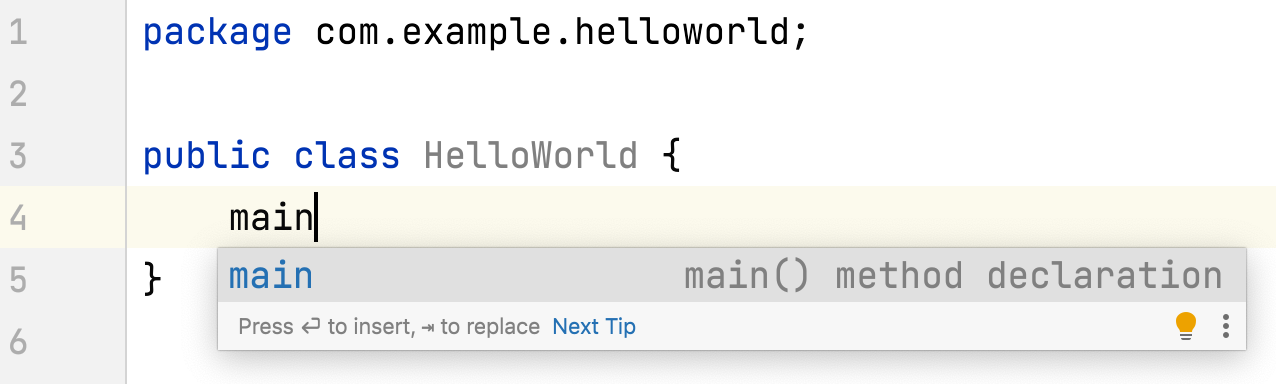 1 package com.example.helloworld;
2
3 public class HelloWorld {
4 main
5 }
main main() method declaration
Press ⏎ to insert, ⇥ to replace Next Tip
6